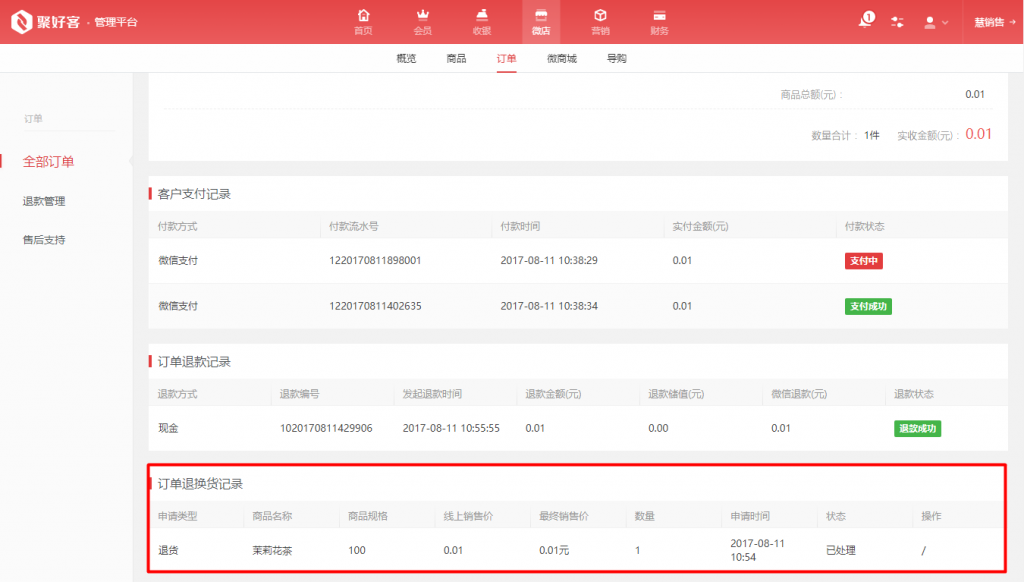 聚好客 · 管理平台 首页 会员 收银 微店 营销 财务 1 慧销售
概览 商品 订单 微商城 导购
订单
全部订单
退款管理
售后支持
商品总额(元) : 0.01
数量合计 : 1件 实收金额(元) : 0.01
客户支付记录
付款方式 付款流水号 付款时间 实付金额(元) 付款状态
微信支付 1220170811898001 2017-08-11 10:38:29 0.01 支付中
微信支付 1220170811402635 2017-08-11 10:38:34 0.01 支付成功
订单退款记录
退款方式 退款编号 发起退款时间 退款金额(元) 退款储值(元) 微信退款(元) 退款状态
现金 1020170811429906 2017-08-11 10:55:55 0.01 0.00 0.01 退款成功
订单退换货记录
申请类型 商品名称 商品规格 线上销售价 最终销售价 数量 申请时间 状态 操作
退货 茉莉花茶 100 0.01 0.01元 1 2017-08-11 10:54 已处理 /